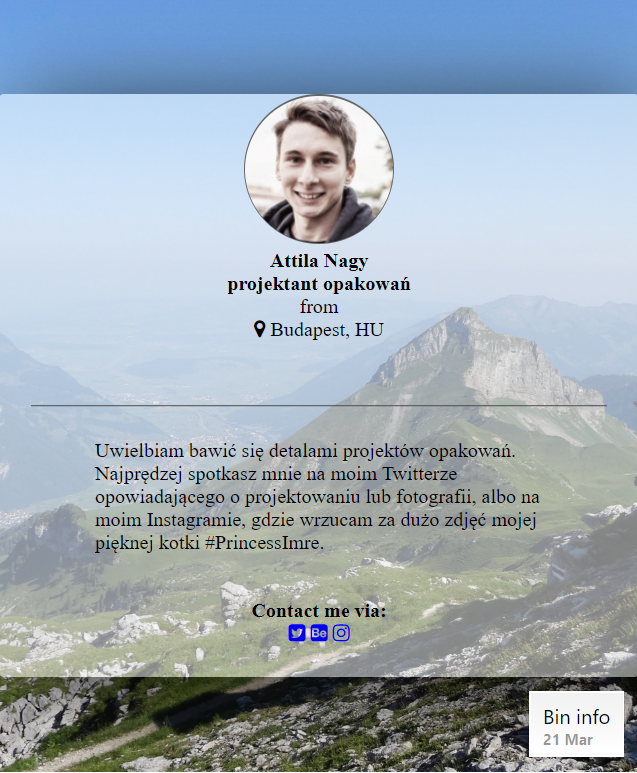 Attila Nagy
projektant opakowań
from
Budapest, HU
Uwielbiam bawić się detalami projektów opakowań.
Najprędzej spotkasz mnie na moim Twitterze
opowiadającego o projektowaniu lub fotografii, albo na
moim Instagramie, gdzie wrzucam za dużo zdjęć mojej
pięknej kotki #PrincessImre.
Contact me via:
Bē
Bin info
21 Mar